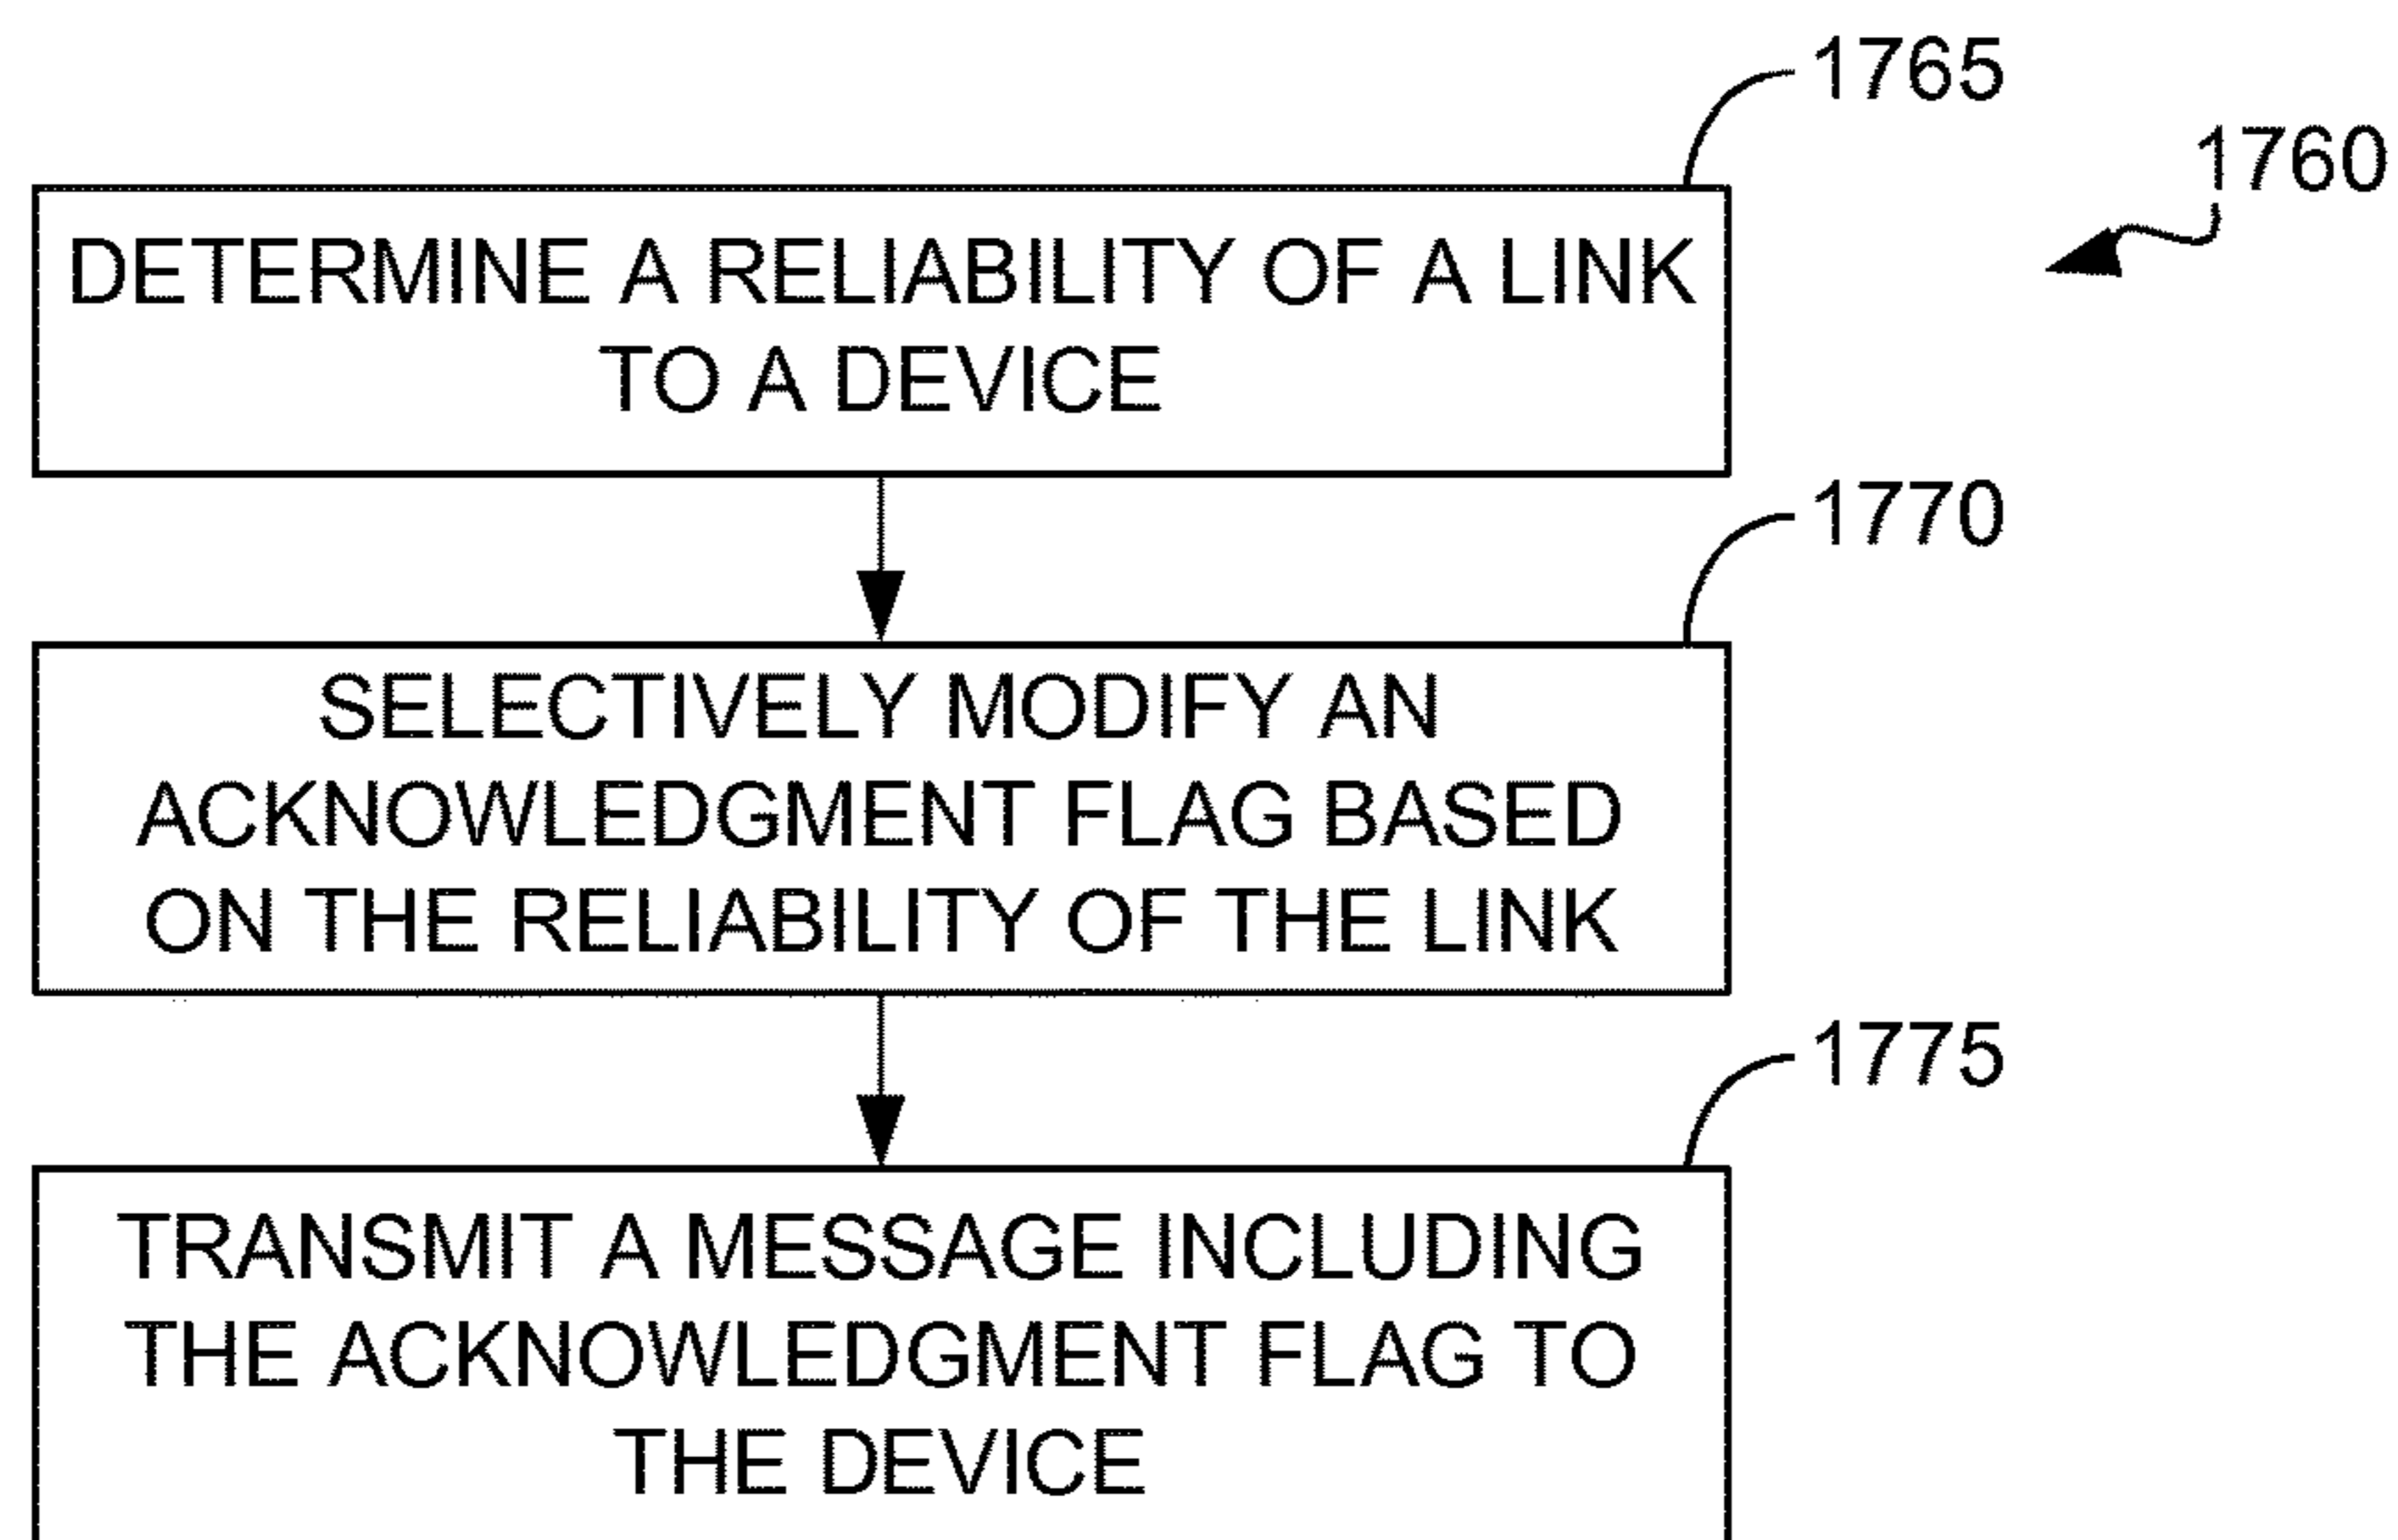 1765
1760
DETERMINE A RELIABILITY OF A LINK
TO A DEVICE
1770
SELECTIVELY MODIFY AN
ACKNOWLEDGMENT FLAG BASED
ON THE RELIABILITY OF THE LINK
1775
TRANSMIT A MESSAGE INCLUDING
THE ACKNOWLEDGMENT FLAG TO
THE DEVICE